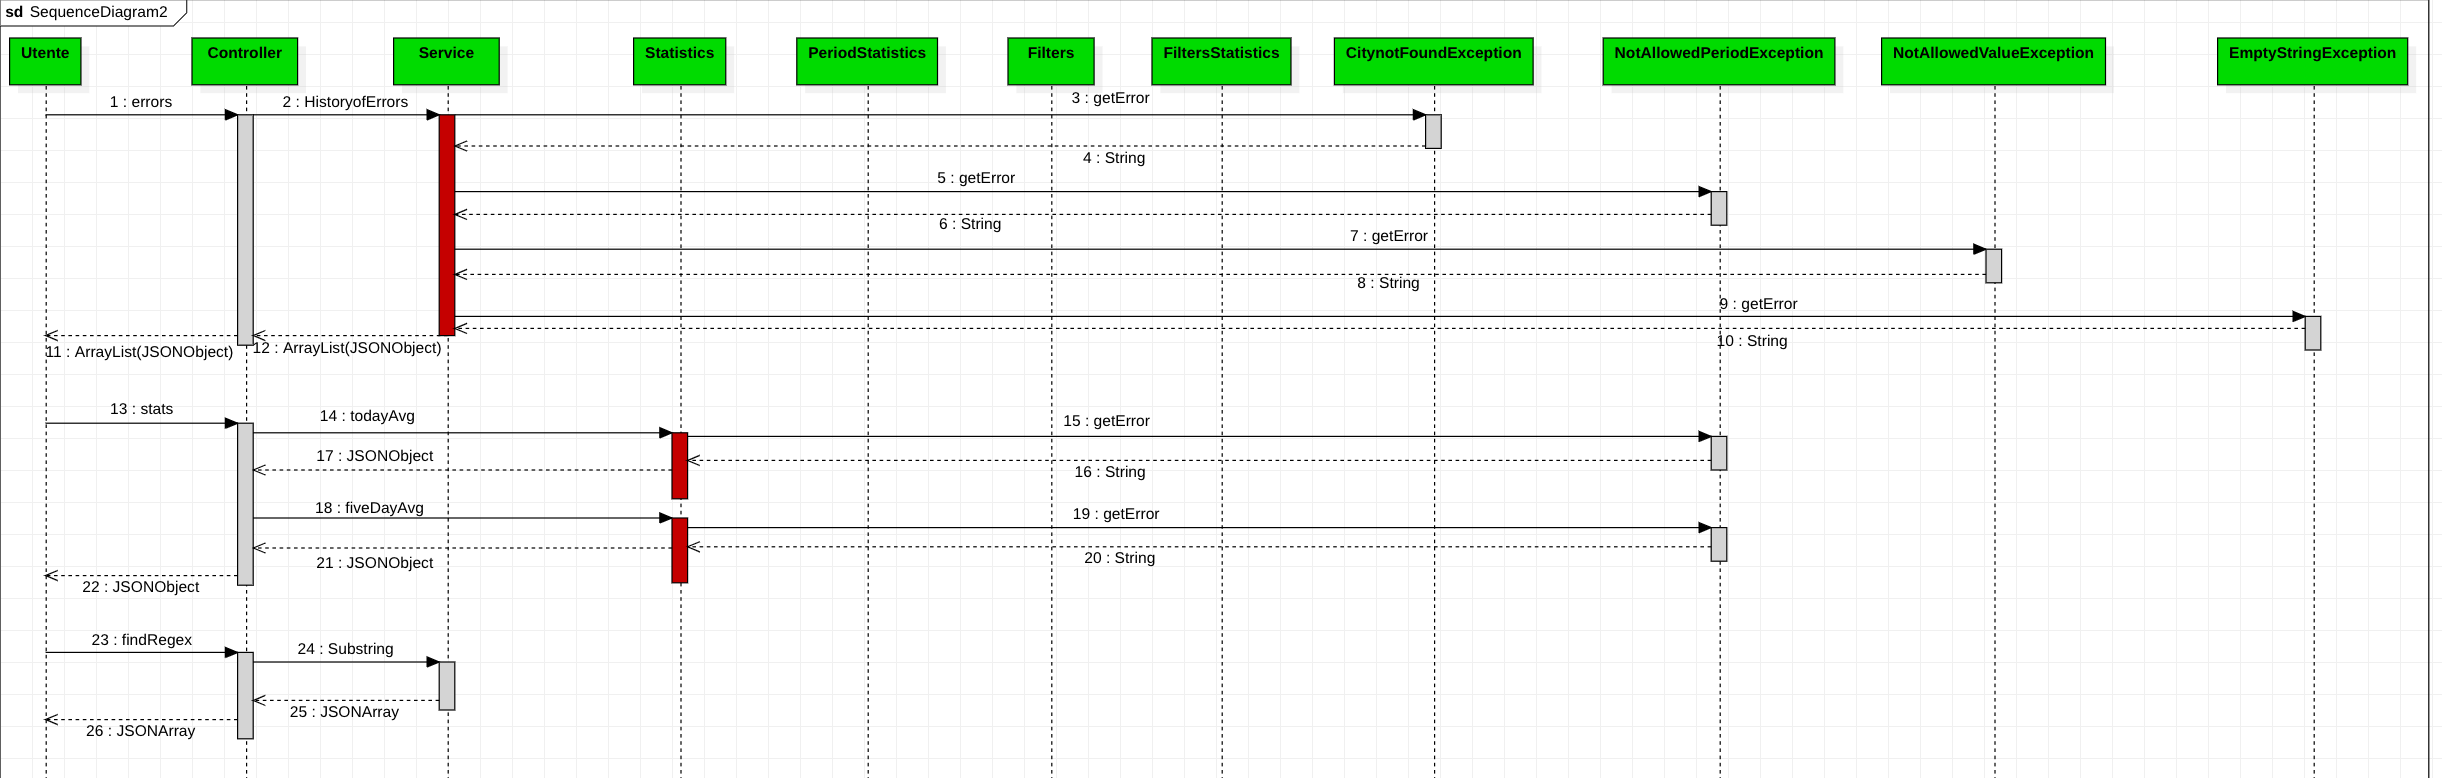 sd SequenceDiagram2
Utente Controller Service Statistics PeriodStatistics Filters FiltersStatistics CitynotFoundException NotAllowedPeriodException NotAllowedValueException EmptyStringException
1 : errors
2 : HistoryofErrors
3 : getError
4 : String
5 : getError
6 : String
7 : getError
8 : String
9 : getError
10 : String
11 : ArrayList(JSONObject)
12 : ArrayList(JSONObject)
13 : stats
14 : todayAvg
15 : getError
17 : JSONObject
16 : String
18 : fiveDayAvg
19 : getError
21 : JSONObject
20 : String
22 : JSONObject
23 : findRegex
24 : Substring
25 : JSONArray
26 : JSONArray